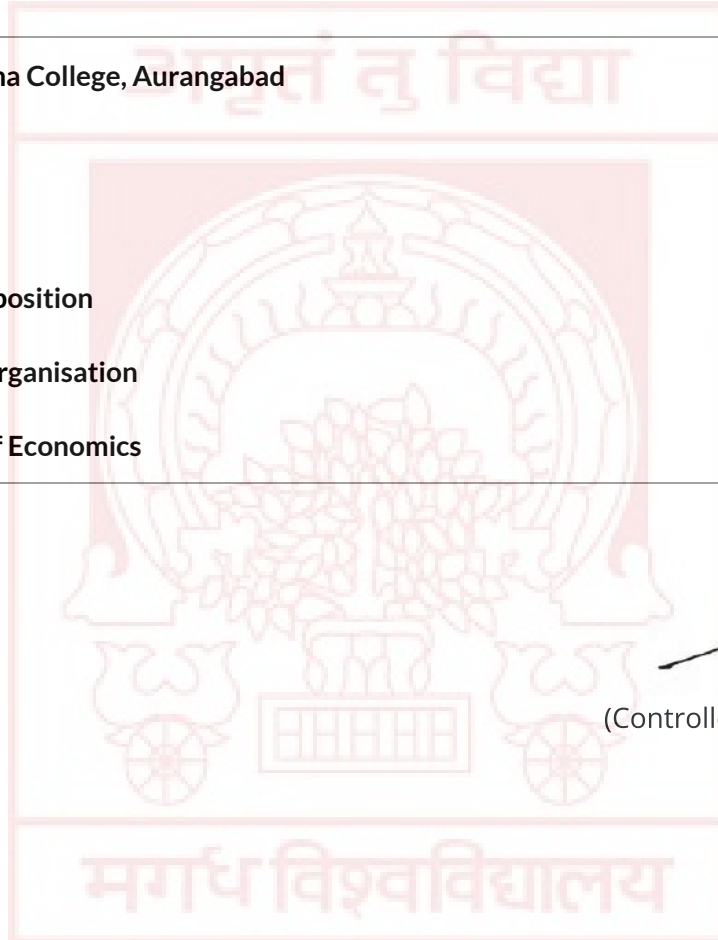 अमृतं तु विद्या
na College, Aurangabad
position
rganisation
f Economics
(Controll
मगध विश्वविद्यालय